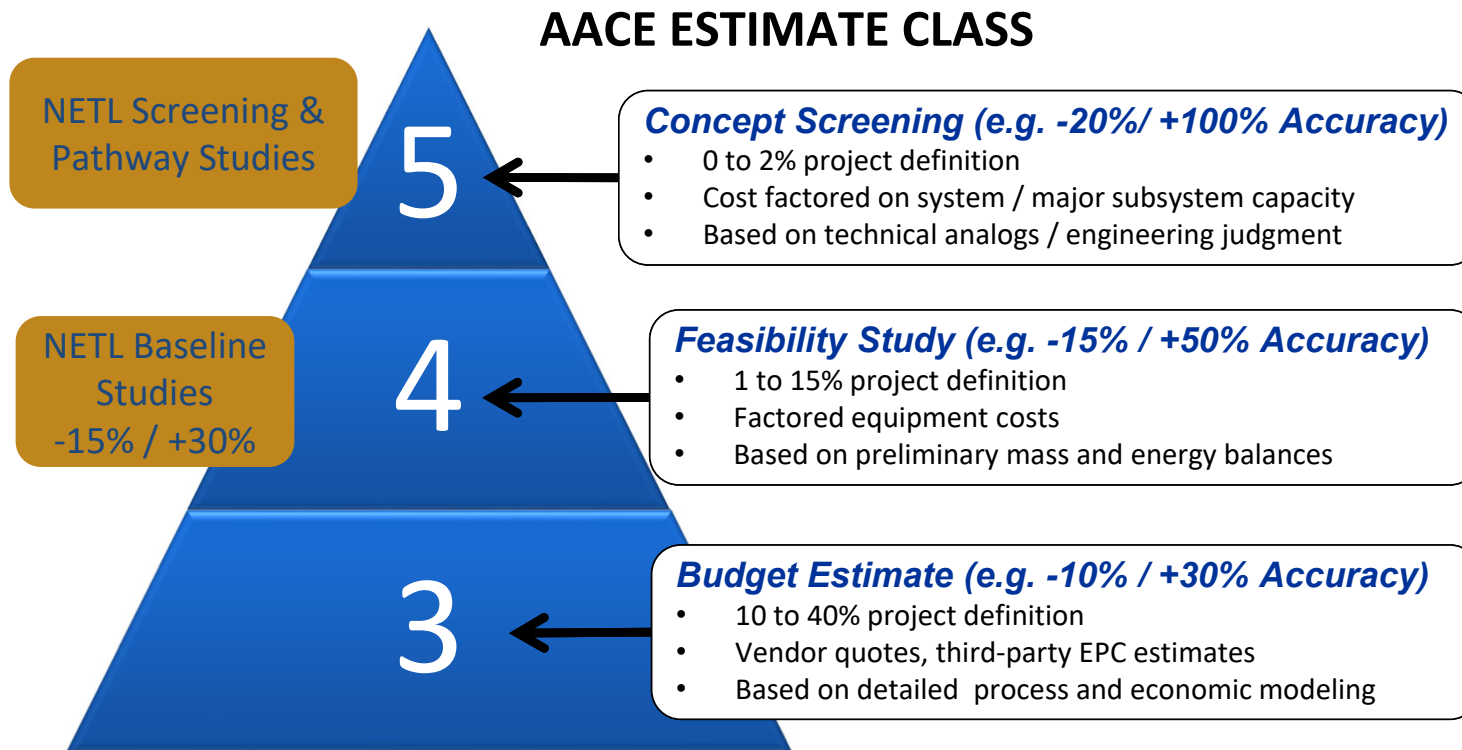 AACE ESTIMATE CLASS
NETL Screening &
Pathway Studies
5
Concept Screening (e.g. -20%/ +100% Accuracy)
• 0 to 2% project definition
• Cost factored on system / major subsystem capacity
• Based on technical analogs / engineering judgment
NETL Baseline
Studies
-15% / +30%
4
Feasibility Study (e.g. -15% / +50% Accuracy)
• 1 to 15% project definition
• Factored equipment costs
• Based on preliminary mass and energy balances
3
Budget Estimate (e.g. -10% / +30% Accuracy)
• 10 to 40% project definition
• Vendor quotes, third-party EPC estimates
• Based on detailed process and economic modeling